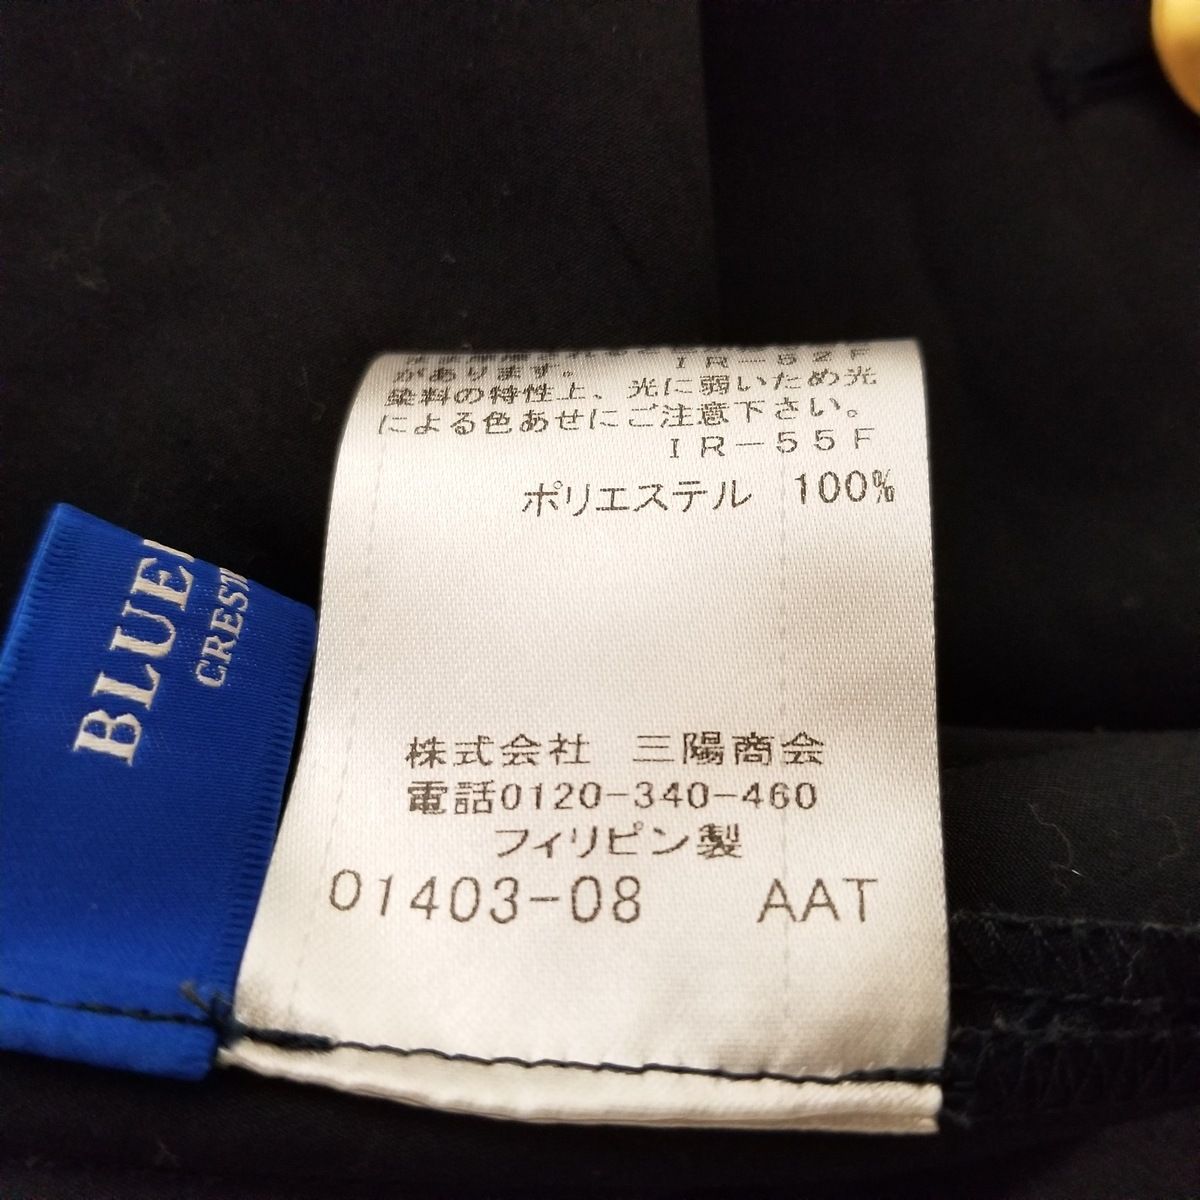 があります。 IR-52F
染料の特性上、光に弱いため光
による色あせにご注意下さい。
IR-55F
ポリエステル 100%
株式会社 三陽商会
電話0120-340-460
フィリピン製
01403-08 AAT
BLUE
CREST